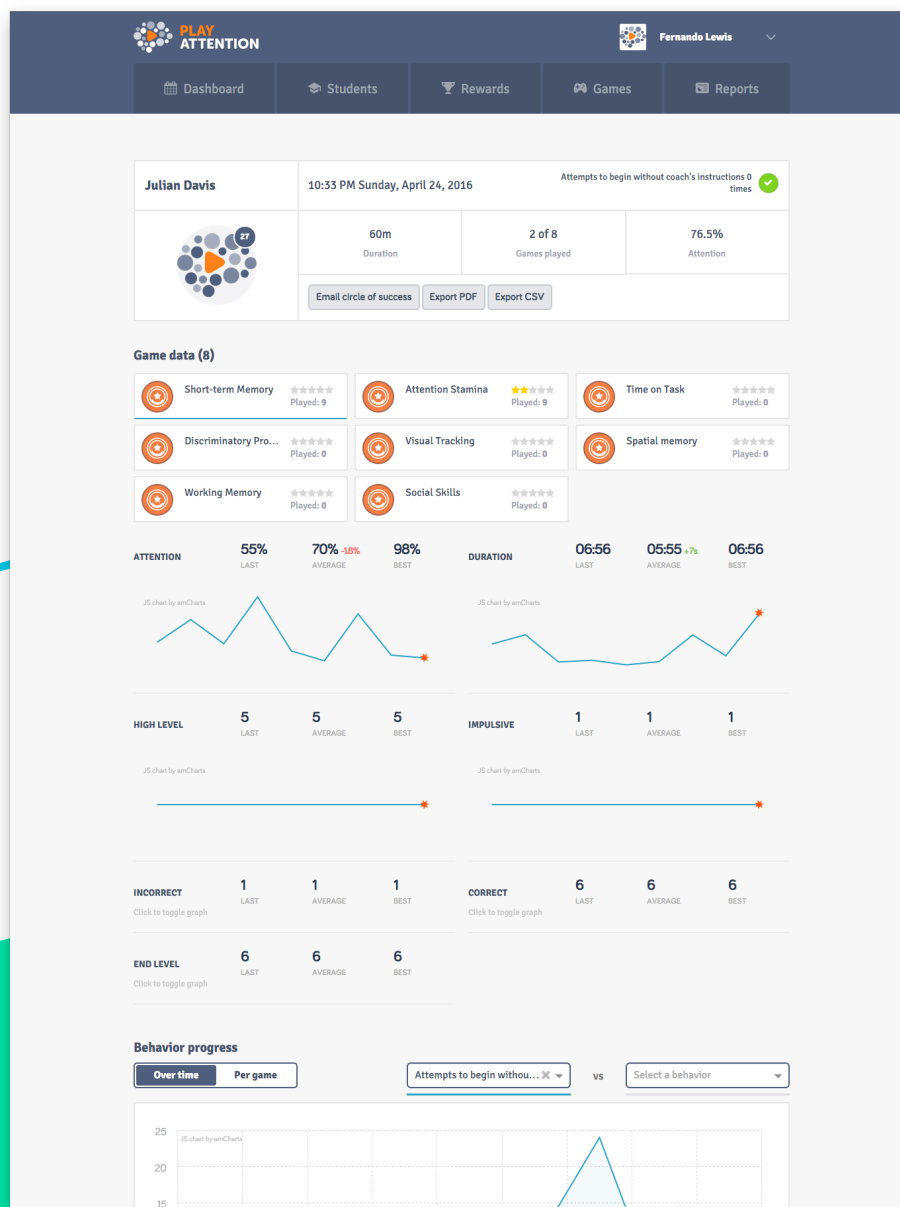 PLAY
ATTENTION
Fernando Lewis
Dashboard
Students
Rewards
Games
Reports
Julian Davis
10:33 PM Sunday, April 24, 2016
Attempts to begin without coach's instructions 0
times
27
60m
Duration
2 of 8
Games played
76.5%
Attention
Email circle of success
Export PDF
Export CSV
Game data (8)
Short-term Memory
Played: 9
Attention Stamina
Played: 9
Time on Task
Played: 0
Discriminatory Pro...
Played: 0
Visual Tracking
Played: 0
Spatial memory
Played: 0
Working Memory
Played: 0
Social Skills
Played: 0
ATTENTION
55%
LAST
70% -1.8%
AVERAGE
98%
BEST
JS chart by amCharts
DURATION
06:56
LAST
05:55 +7s
AVERAGE
06:56
BEST
JS chart by amCharts
HIGH LEVEL
5
LAST
5
AVERAGE
5
BEST
JS chart by amCharts
IMPULSIVE
1
LAST
1
AVERAGE
1
BEST
JS chart by amCharts
INCORRECT
Click to toggle graph
1
LAST
1
AVERAGE
1
BEST
CORRECT
Click to toggle graph
6
LAST
6
AVERAGE
6
BEST
END LEVEL
Click to toggle graph
6
LAST
6
AVERAGE
6
BEST
Behavior progress
Over time
Per game
Attempts to begin withou...
vs
Select a behavior
25
JS chart by amCharts
20
15